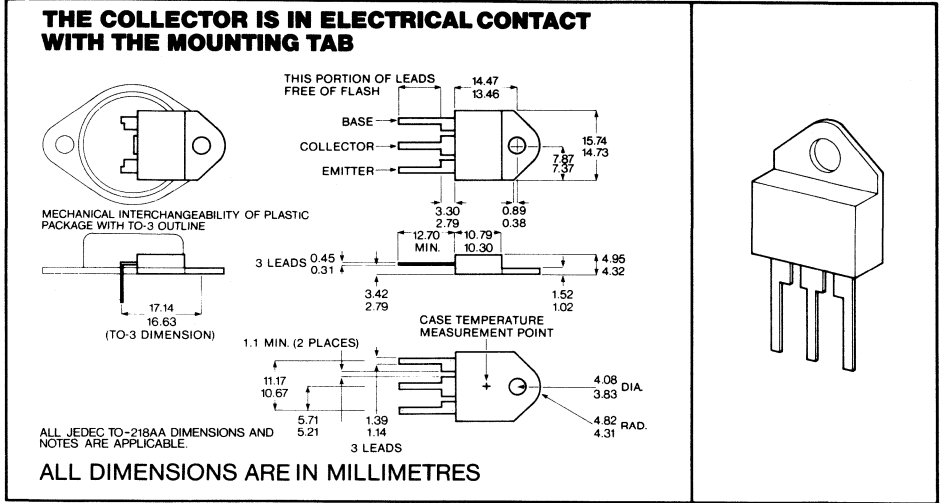 THE COLLECTOR IS IN ELECTRICAL CONTACT
WITH THE MOUNTING TAB
THIS PORTION OF LEADS
FREE OF FLASH
14.47
13.46
BASE
COLLECTOR
EMITTER
15.74
14.73
7.87
7.37
MECHANICAL INTERCHANGEABILITY OF PLASTIC
PACKAGE WITH TO-3 OUTLINE
3.30
2.79
0.89
0.38
12.70
MIN.
10.79
10.30
3 LEADS 0.45
0.31
4.95
4.32
3.42
2.79
1.52
1.02
17.14
16.63
(TO-3 DIMENSION)
CASE TEMPERATURE
MEASUREMENT POINT
1.1 MIN. (2 PLACES)
11.17
10.67
4.08 DIA.
3.83
5.71
5.21
1.39
1.14
3 LEADS
4.82 RAD.
4.31
ALL JEDEC TO-218AA DIMENSIONS AND
NOTES ARE APPLICABLE.
ALL DIMENSIONS ARE IN MILLIMETRES